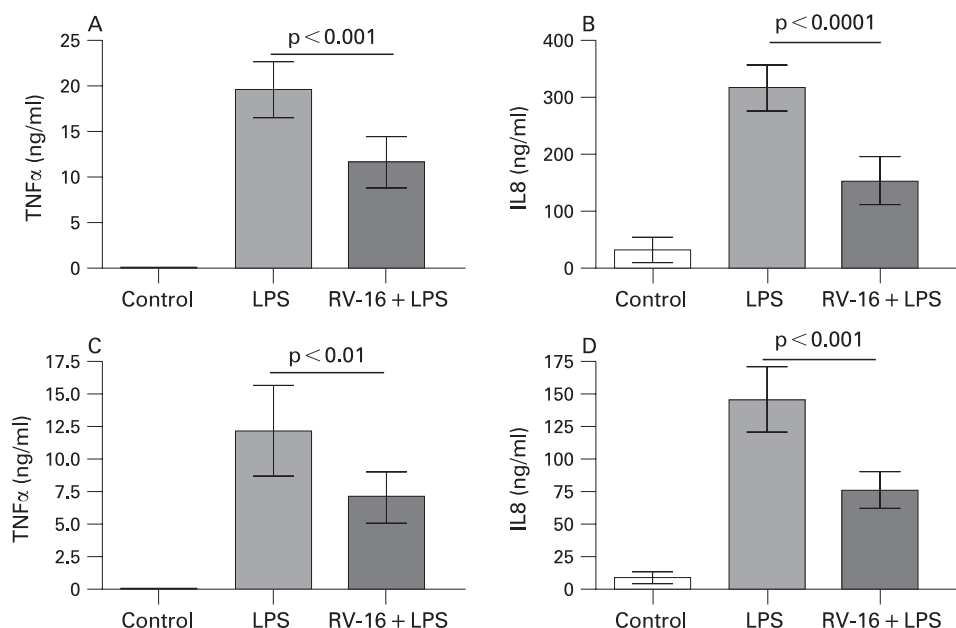 A
p < 0.001
TNFα (ng/ml)
25
20
15
10
5
0
Control LPS RV-16 + LPS
B
p < 0.0001
IL8 (ng/ml)
400
300
200
100
0
Control LPS RV-16 + LPS
C
p < 0.01
TNFα (ng/ml)
17.5
15.0
12.5
10.0
7.5
5.0
2.5
0
Control LPS RV-16 + LPS
D
p < 0.001
IL8 (ng/ml)
175
150
125
100
75
50
25
0
Control LPS RV-16 + LPS